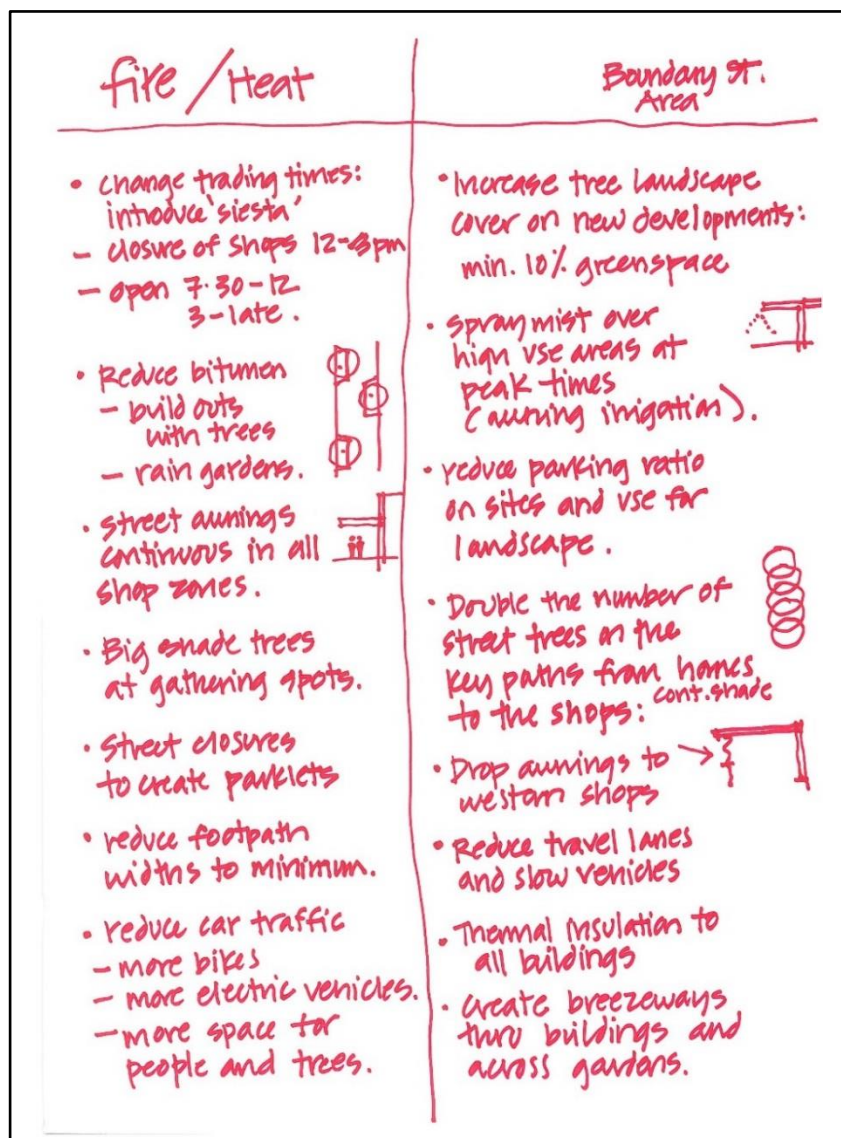 fire / Heat
• change trading times:
introduce 'siesta'
– closure of shops 12-3pm
– open 7.30-12
3-late.
• Reduce bitumen
– build outs
with trees
– rain gardens.
• Street awnings
continuous in all
shop zones.
• Big shade trees
at gathering spots.
• Street closures
to create parklets
• reduce footpath
widths to minimum.
• reduce car traffic
– more bikes
– more electric vehicles.
– more space for
people and trees.
Boundary St.
Area
• Increase tree landscape
cover on new developments:
min. 10% greenspace
• Spray mist over
high use areas at
peak times
(awning irrigation).
• reduce parking ratio
on sites and use for
landscape.
• Double the number of
street trees on the
key paths from homes
to the shops: cont. shade
• Drop awnings to
western shops
• Reduce travel lanes
and slow vehicles
• Thermal insulation to
all buildings
• Create breezeways
thru buildings and
across gardens.